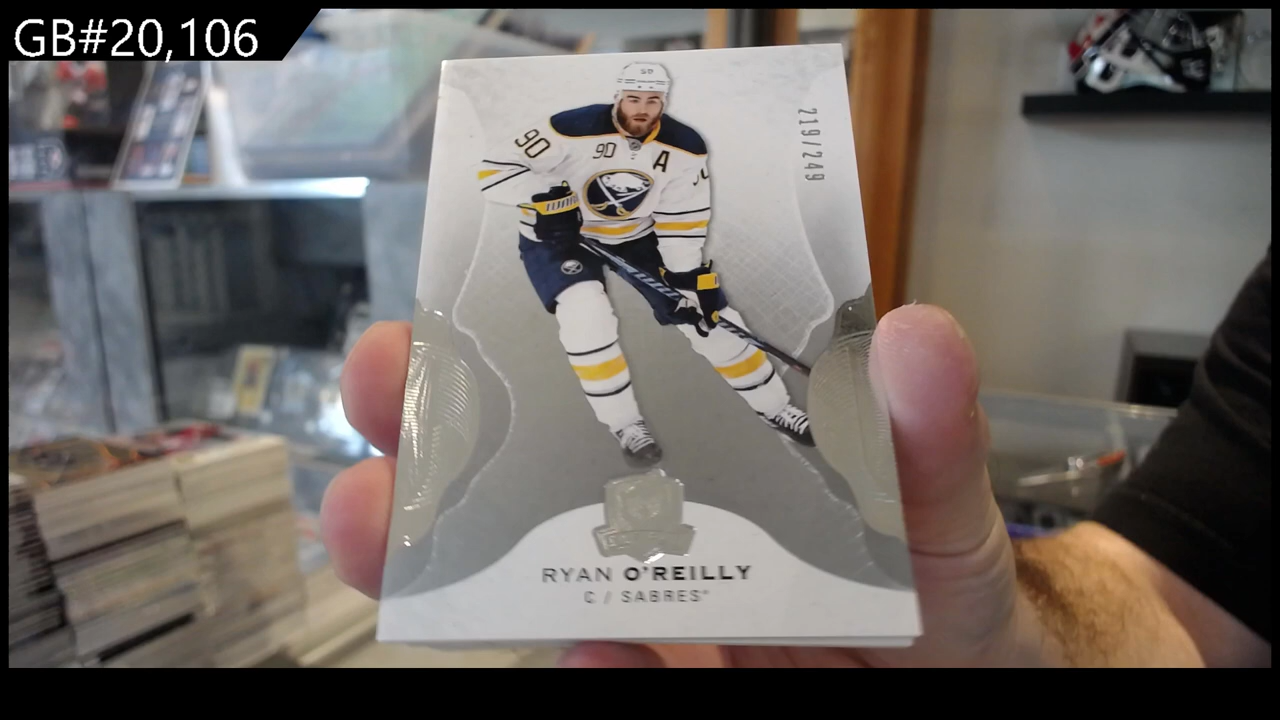 GB#20,106
219/249
90
90
A
RYAN O'REILLY
C / SABRES